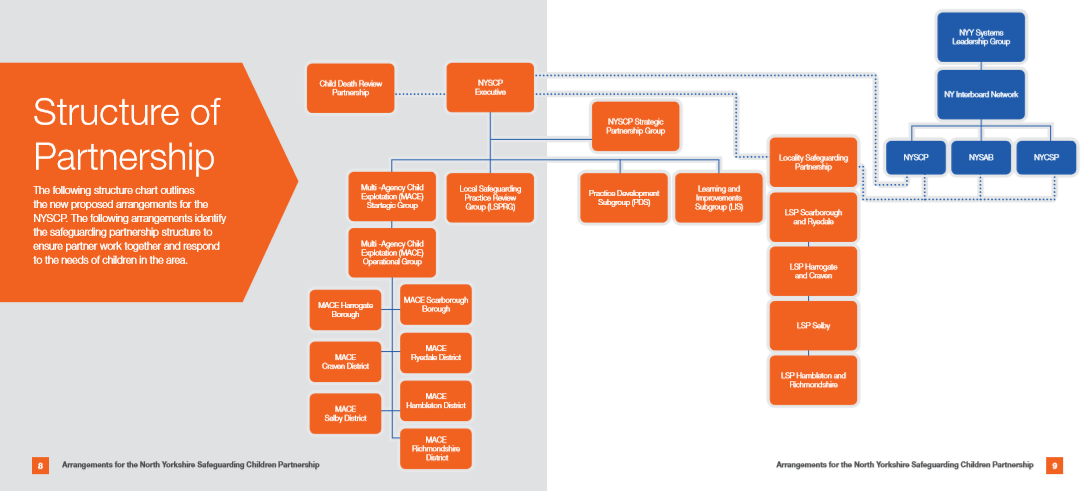 Structure of
Partnership
The following structure chart outlines
the new proposed arrangements for the
NYSCP. The following arrangements identify
the safeguarding partnership structure to
ensure partner work together and respond
to the needs of children in the area.
Child Death Review
Partnership
NYSCP
Executive
NYSCP Strategic
Partnership Group
Multi -Agency Child
Explotation (MACE)
Startegic Group
Local Safeguarding
Practice Review
Group (LSPRG)
Practice Development
Subgroup (PDS)
Learning and
Improvements
Subgroup (LIS)
Multi -Agency Child
Explotation (MACE)
Operational Group
MACE Harrogate
Borough
MACE Scarborough
Borough
MACE
Craven District
MACE
Ryedale District
MACE
Selby District
MACE
Hambleton District
MACE
Richmondshire
District
Locality Safeguarding
Partnership
LSP Scarborough
and Ryedale
LSP Harrogate
and Craven
LSP Selby
LSP Hambleton and
Richmondshire
NYY Systems
Leadership Group
NY Interboard Network
NYSCP
NYSAB
NYCSP
8 Arrangements for the North Yorkshire Safeguarding Children Partnership
Arrangements for the North Yorkshire Safeguarding Children Partnership 9